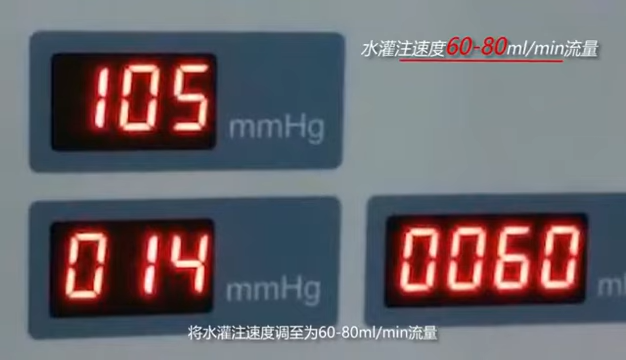 水灌注速度60-80ml/min流量
105 mmHg
014 mmHg
0060
将水灌注速度调至为60-80ml/min流量